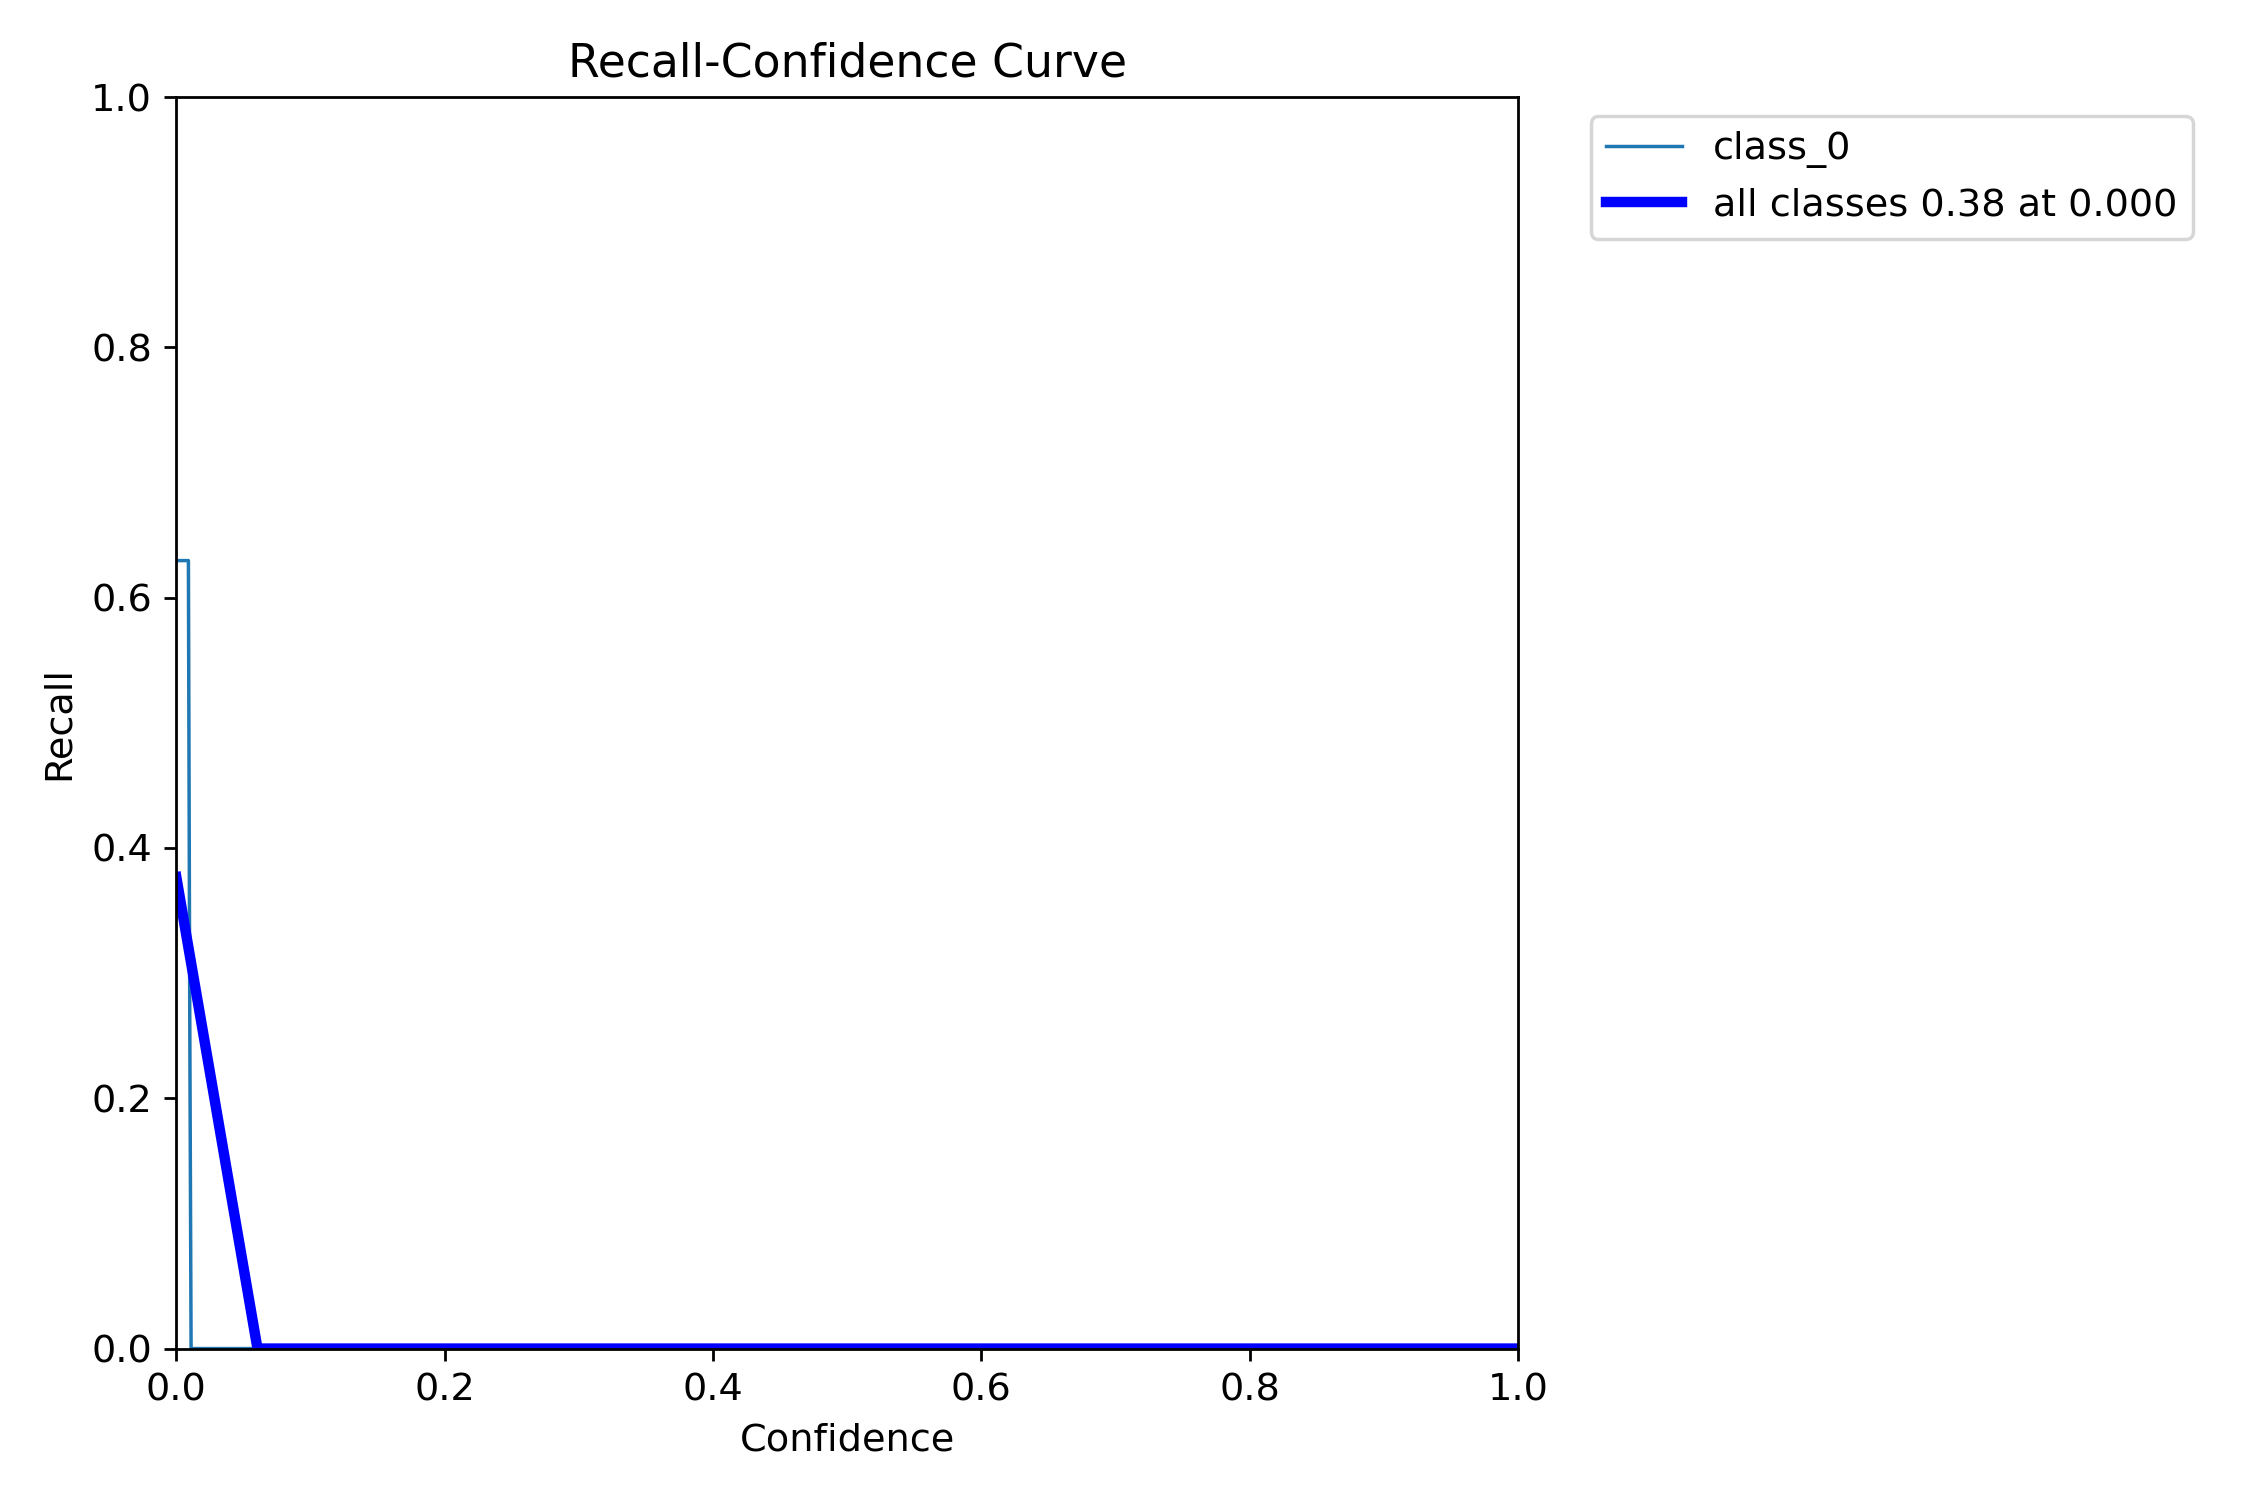 Recall-Confidence Curve
1.0
0.8
0.6
0.4
0.2
0.0
Recall
0.0 0.2 0.4 0.6 0.8 1.0
Confidence
class_0
all classes 0.38 at 0.000